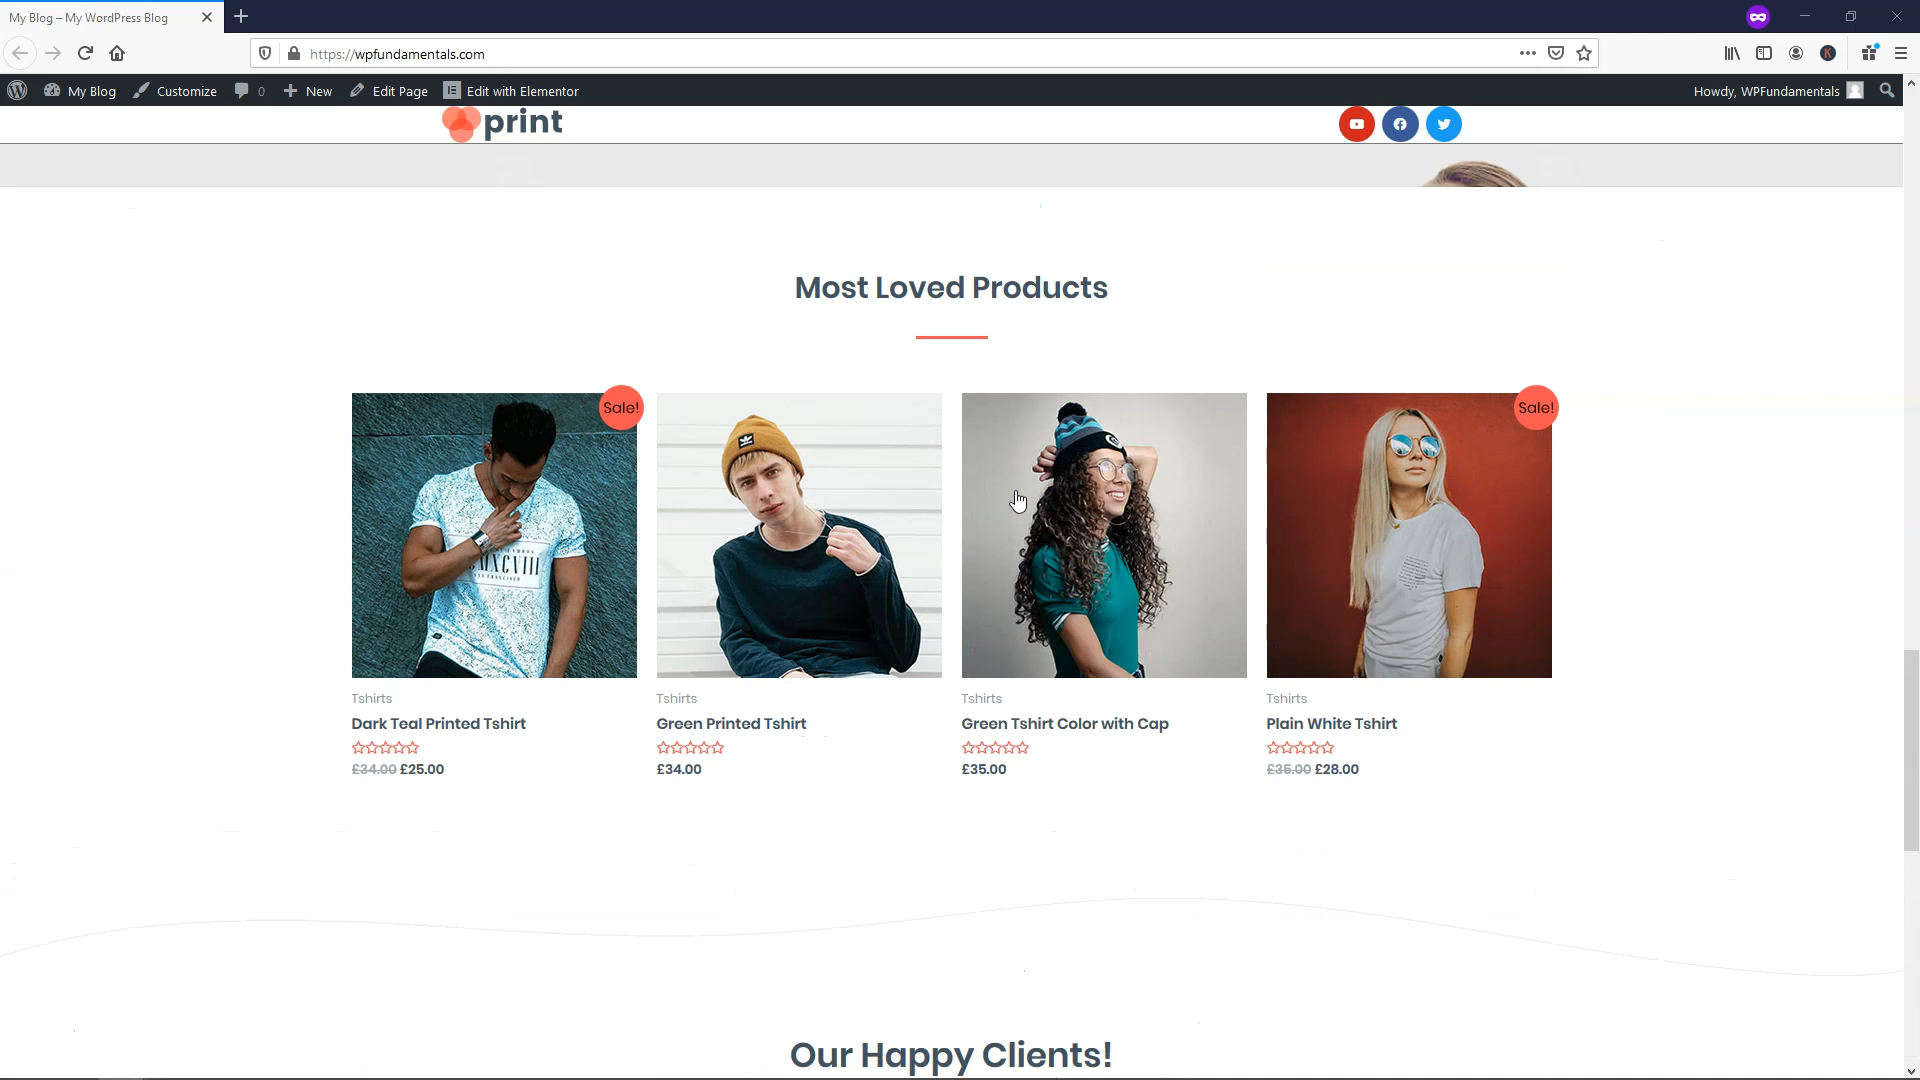 My Blog – My WordPress Blog
https://wpfundamentals.com
My Blog
Customize
0
New
Edit Page
Edit with Elementor
Howdy, WPFundamentals
print
Most Loved Products
Sale!
Sale!
MXCVIII
Tshirts
Dark Teal Printed Tshirt
£34.00 £25.00
Tshirts
Green Printed Tshirt
£34.00
Tshirts
Green Tshirt Color with Cap
£35.00
Tshirts
Plain White Tshirt
£35.00 £28.00
Our Happy Clients!